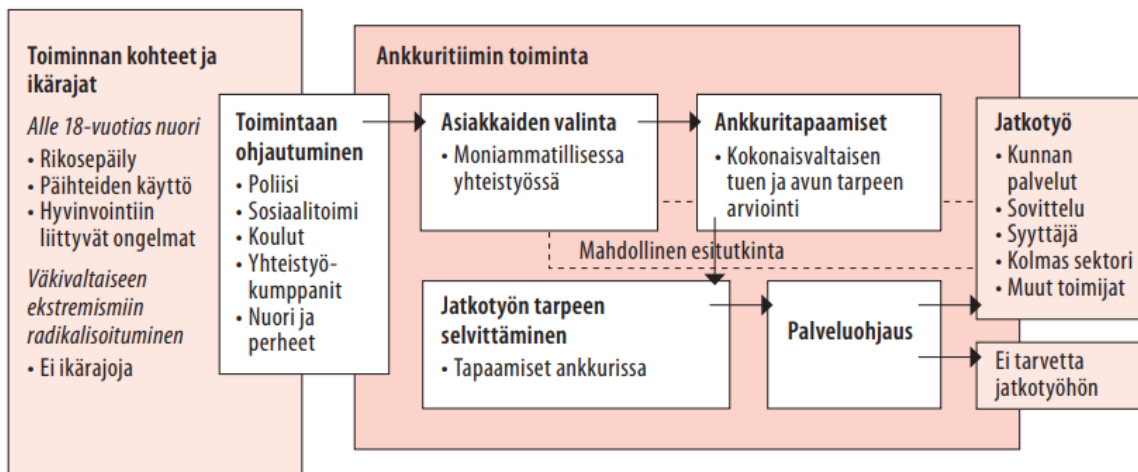 Toiminnan kohteet ja
ikärajat
Alle 18-vuotias nuori
• Rikosepäily
• Päihteiden käyttö
• Hyvinvointiin
liittyvät ongelmat
Väkivaltaiseen
ekstremismiin
radikalisoituminen
• Ei ikärajoja
Toimintaan
ohjautuminen
• Poliisi
• Sosiaalitoimi
• Koulut
• Yhteistyö-
kumppanit
• Nuori ja
perheet
Ankkuritiimin toiminta
Asiakkaiden valinta
• Moniammatillisessa
yhteistyössä
Ankkuritapaamiset
• Kokonaisvaltaisen
tuen ja avun tarpeen
arviointi
Mahdollinen esitutkinta
Jatkotyön tarpeen
selvittäminen
• Tapaamiset ankkurissa
Palveluohjaus
Jatkotyö
• Kunnan
palvelut
• Sovittelu
• Syyttäjä
• Kolmas sektori
• Muut toimijat
Ei tarvetta
jatkotyöhön